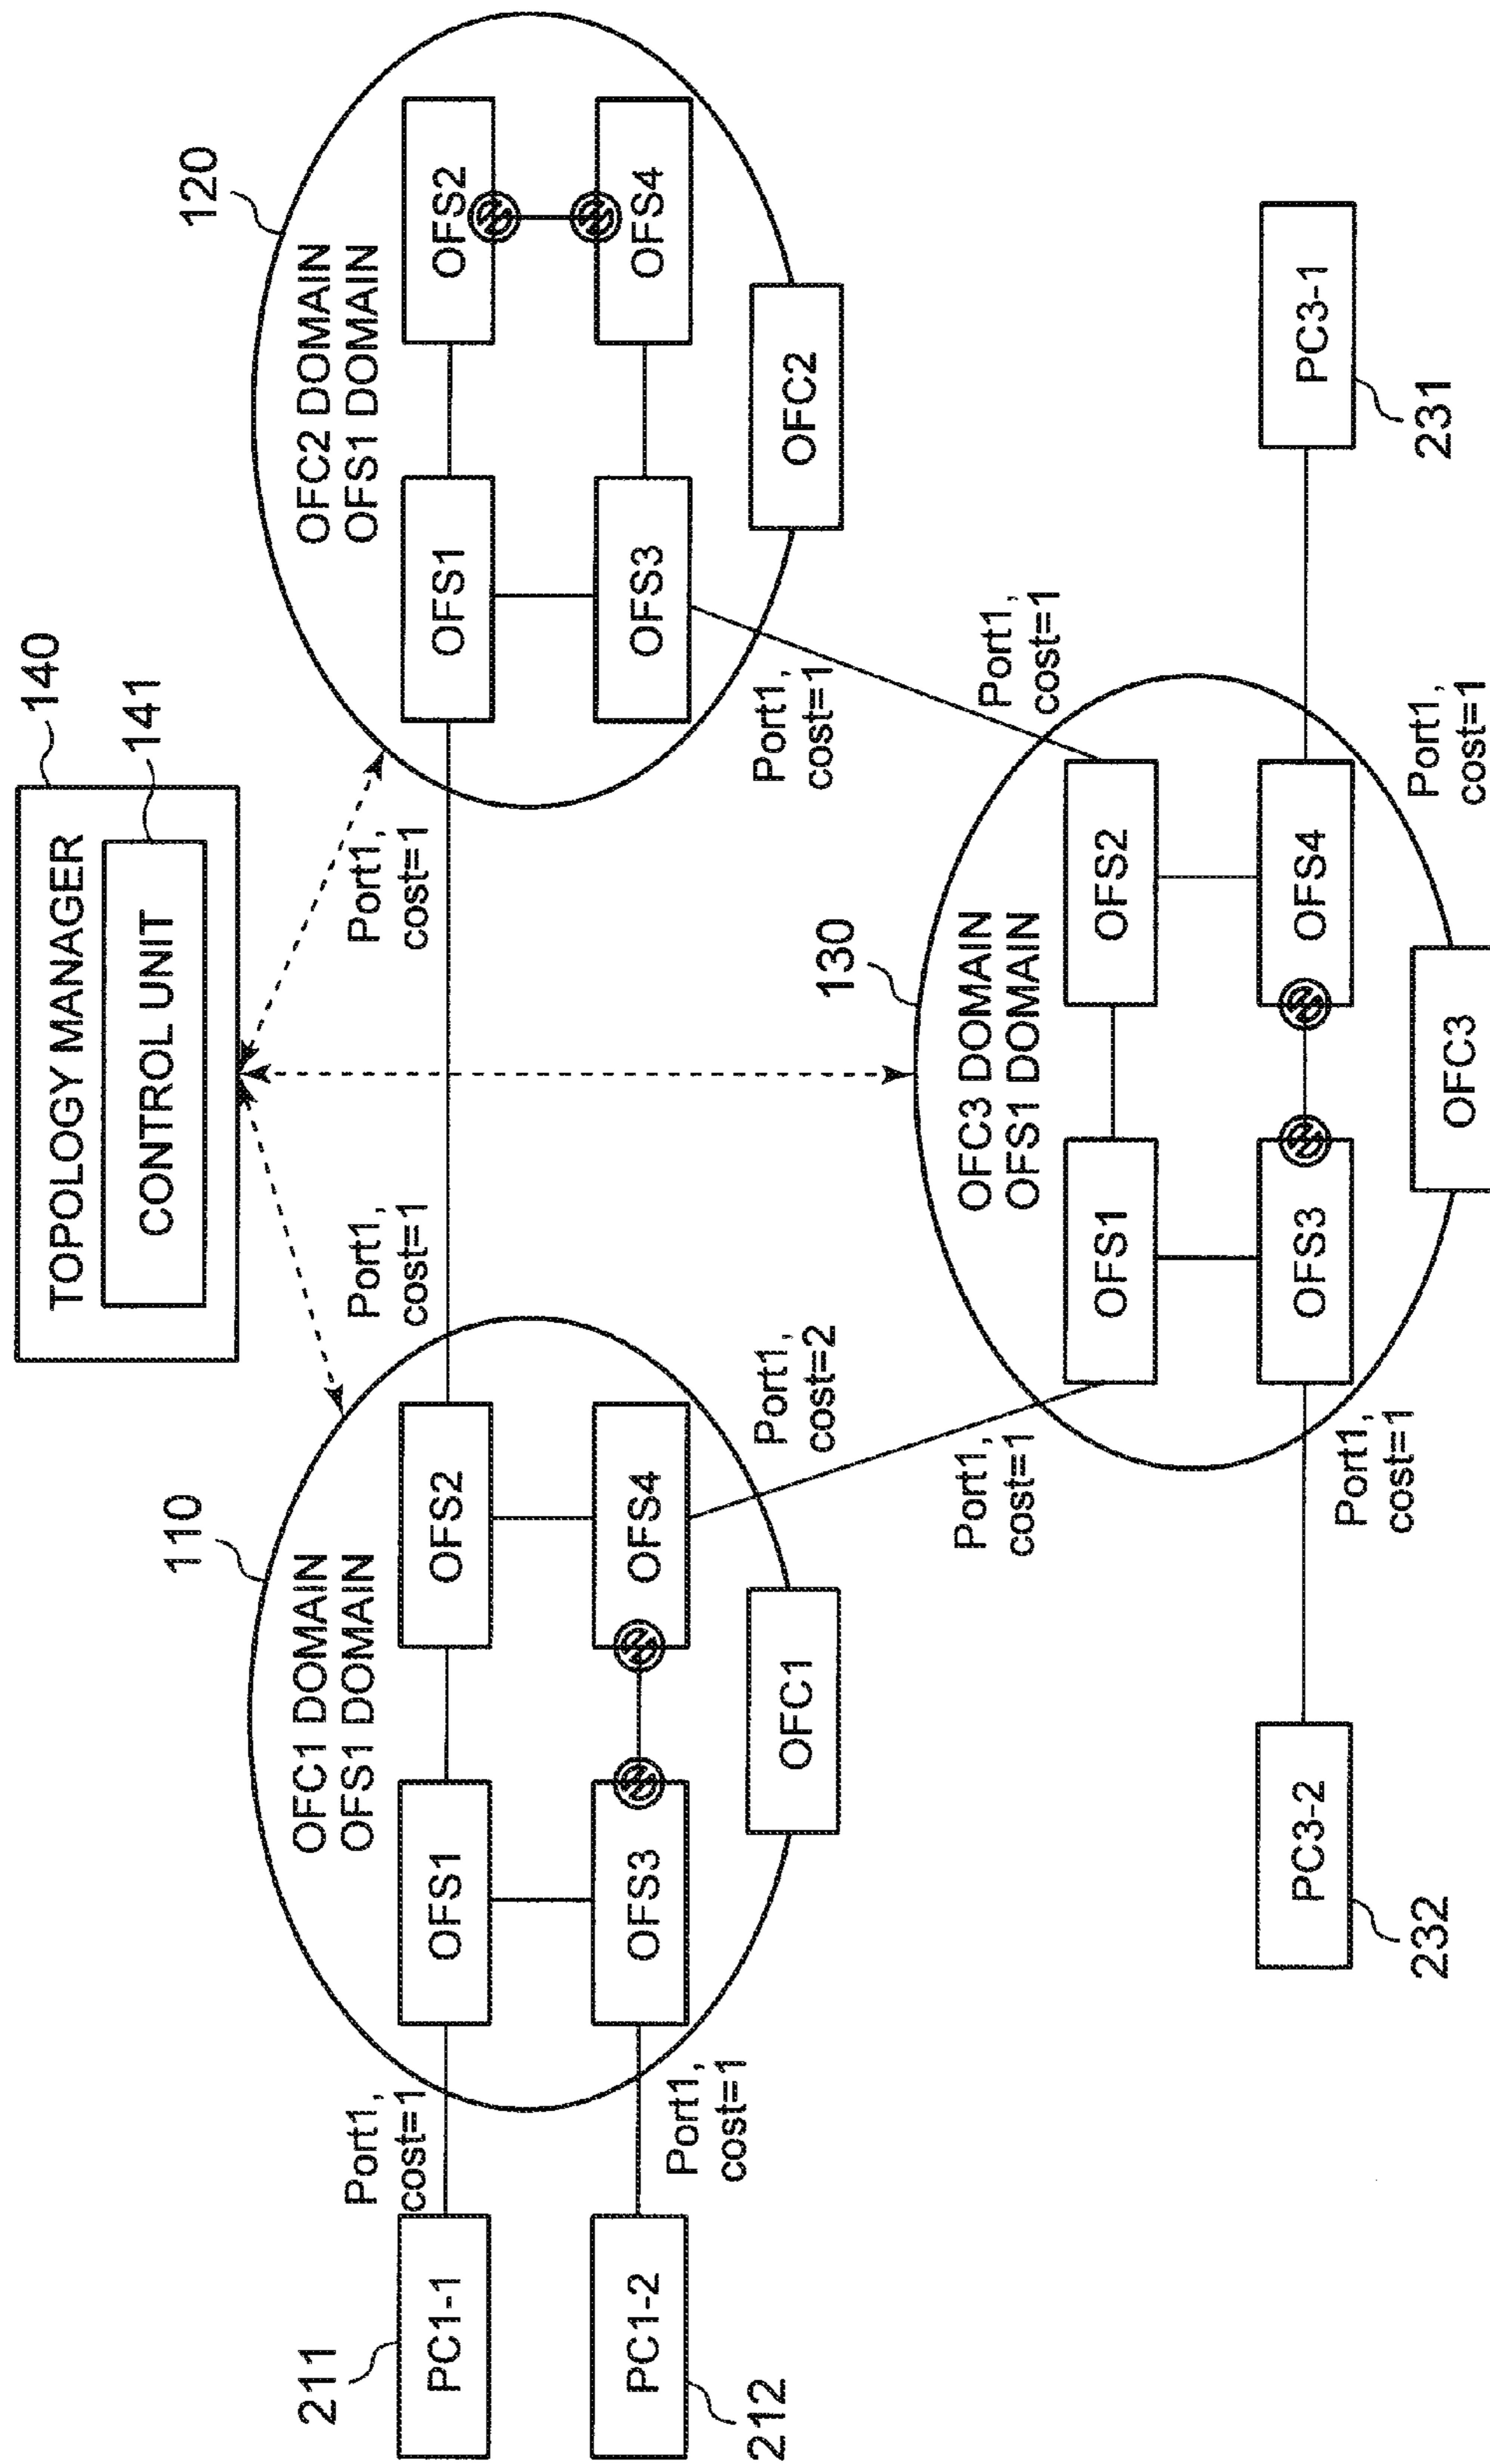 140
TOPOLOGY MANAGER
141
CONTROL UNIT
110
OFC1 DOMAIN
OFS1 DOMAIN
OFS1
OFS2
OFS3
OFS4
OFC1
120
OFC2 DOMAIN
OFS1 DOMAIN
OFS1
OFS2
OFS3
OFS4
OFC2
Port1,
cost=1
Port1,
cost=1
211
PC1-1
Port1,
cost=1
212
PC1-2
Port1,
cost=1
Port1,
cost=2
Port1,
cost=1
Port1,
cost=1
Port1,
cost=1
130
OFC3 DOMAIN
OFS1 DOMAIN
OFS1
OFS2
OFS3
OFS4
OFC3
Port1,
cost=1
Port1,
cost=1
PC3-2
232
PC3-1
231